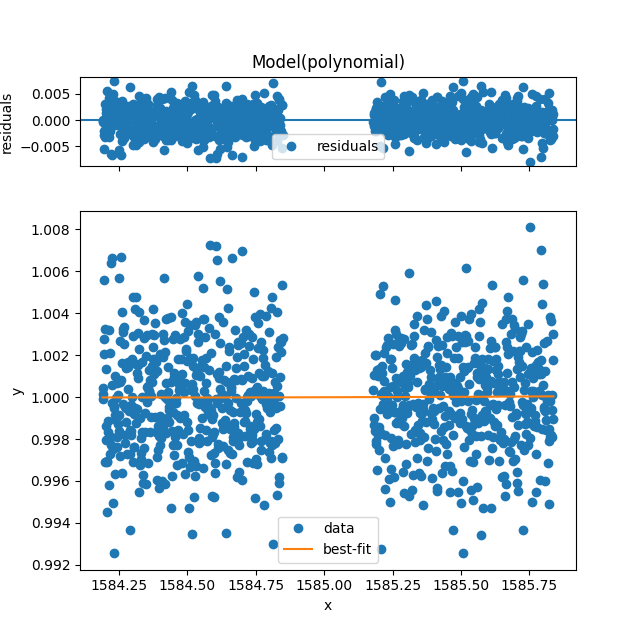 Model(polynomial)
residuals
0.005
0.000
−0.005
residuals
y
1.008
1.006
1.004
1.002
1.000
0.998
0.996
0.994
0.992
data
best-fit
1584.25 1584.50 1584.75 1585.00 1585.25 1585.50 1585.75
x